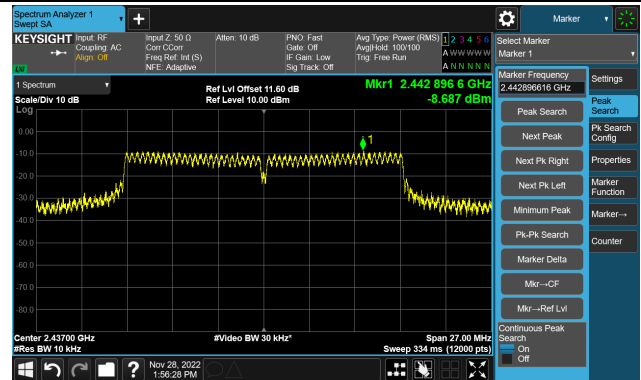 Spectrum Analyzer 1
Swept SA
Marker
KEYSIGHT
Input: RF
Coupling: AC
Align: Off
Input Z: 50 Ω
Corr CCorr
Freq Ref: Int (S)
NFE: Adaptive
Atten: 10 dB
PNO: Fast
Gate: Off
IF Gain: Low
Sig Track: Off
Avg Type: Power (RMS)
Avg|Hold: 100/100
Trig: Free Run
1 2 3 4 5 6
A W W W W W
A N N N N N
LXI
Select Marker
Marker 1
1 Spectrum
Scale/Div 10 dB
Log
Ref Lvl Offset 11.60 dB
Ref Level 10.00 dBm
Mkr1 2.442 896 6 GHz
-8.687 dBm
1
0.00
-10.0
-20.0
-30.0
-40.0
-50.0
-60.0
-70.0
-80.0
Center 2.43700 GHz
#Res BW 10 kHz
#Video BW 30 kHz*
Span 27.00 MHz
Sweep 334 ms (12000 pts)
Marker Frequency
2.442896616 GHz
Peak Search
Next Peak
Next Pk Right
Next Pk Left
Minimum Peak
Pk-Pk Search
Marker Delta
Mkr→CF
Mkr→Ref Lvl
Continuous Peak
Search
On
Off
Settings
Peak
Search
Pk Search
Config
Properties
Marker
Function
Marker→
Counter
?
Nov 28, 2022
1:56:28 PM